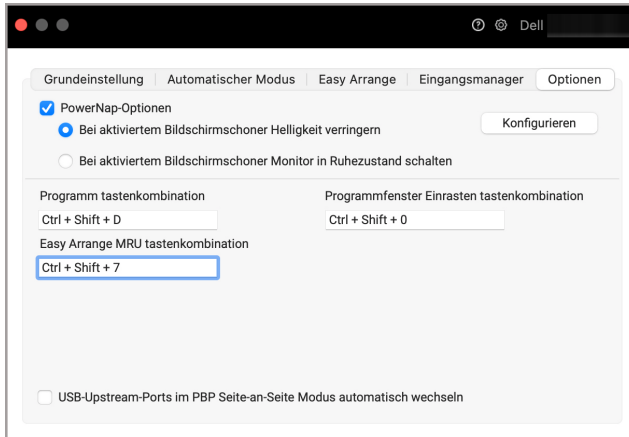 Dell
Grundeinstellung Automatischer Modus Easy Arrange Eingangsmanager Optionen
PowerNap-Optionen
Bei aktiviertem Bildschirmschoner Helligkeit verringern
Konfigurieren
Bei aktiviertem Bildschirmschoner Monitor in Ruhezustand schalten
Programm tastenkombination
Programmfenster Einrasten tastenkombination
Ctrl + Shift + D
Ctrl + Shift + 0
Easy Arrange MRU tastenkombination
Ctrl + Shift + 7
USB-Upstream-Ports im PBP Seite-an-Seite Modus automatisch wechseln